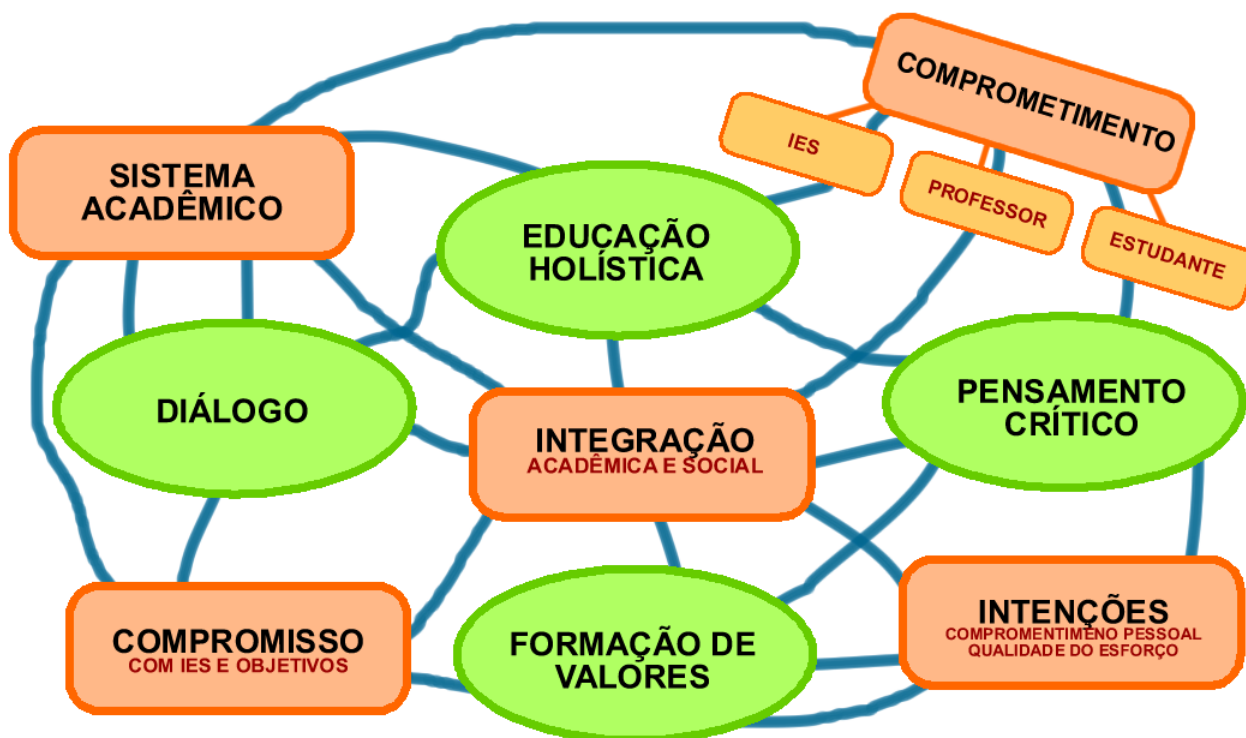 COMPROMETIMENTO
IES
PROFESSOR
ESTUDANTE
SISTEMA
ACADÊMICO
EDUCAÇÃO
HOLÍSTICA
DIÁLOGO
INTEGRAÇÃO
ACADÊMICA E SOCIAL
PENSAMENTO
CRÍTICO
COMPROMISSO
COM IES E OBJETIVOS
FORMAÇÃO DE
VALORES
INTENÇÕES
COMPROMENTIMENO PESSOAL
QUALIDADE DO ESFORÇO